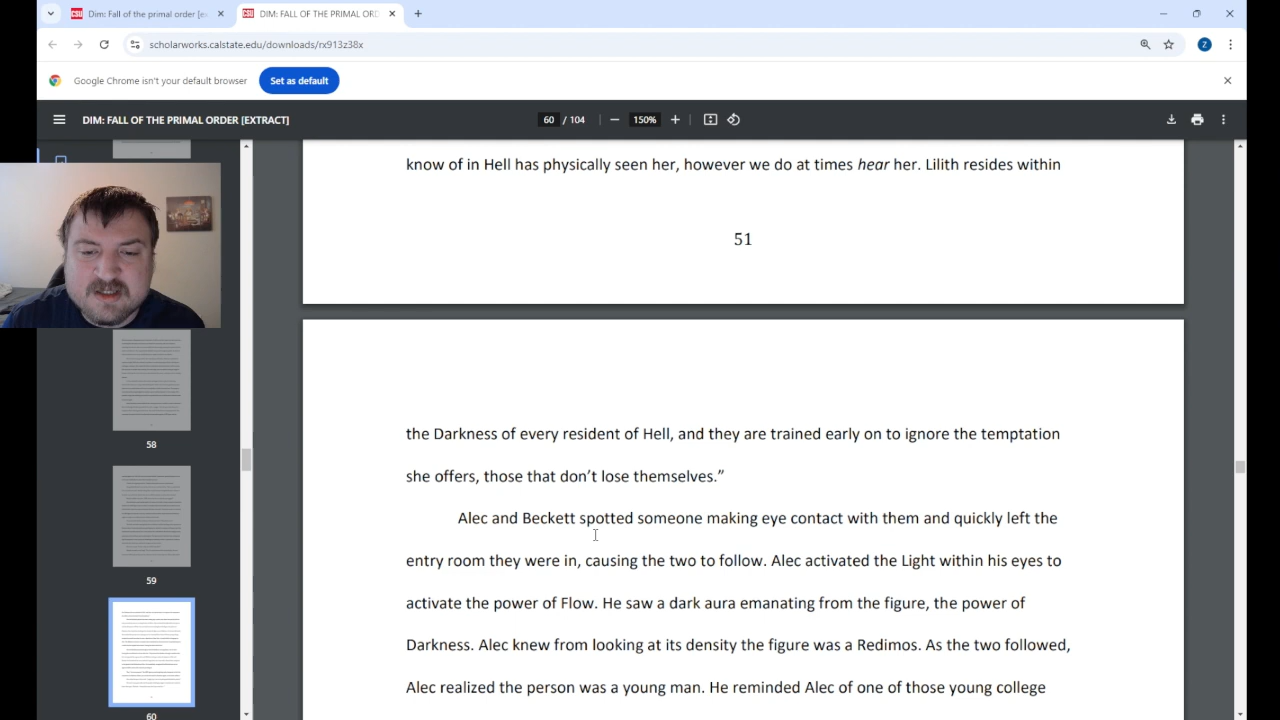 DIM: Fall of the primal order [e
DIM: FALL OF THE PRIMAL ORD
scholarworks.calstate.edu/downloads/rx913z38x
Z
Google Chrome isn't your default browser
Set as default
DIM: FALL OF THE PRIMAL ORDER [EXTRACT]
60 / 104
150%
know of in Hell has physically seen her, however we do at times hear her. Lilith resides within
51
58
59
60
the Darkness of every resident of Hell, and they are trained early on to ignore the temptation
she offers, those that don’t lose themselves.”
Alec and Beckett spotted someone making eye contact with them and quickly left the
entry room they were in, causing the two to follow. Alec activated the Light within his eyes to
activate the power of Flow. He saw a dark aura emanating from the figure, the power of
Darkness. Alec knew from looking at its density the figure was a Redimos. As the two followed,
Alec realized the person was a young man. He reminded Alec of one of those young college